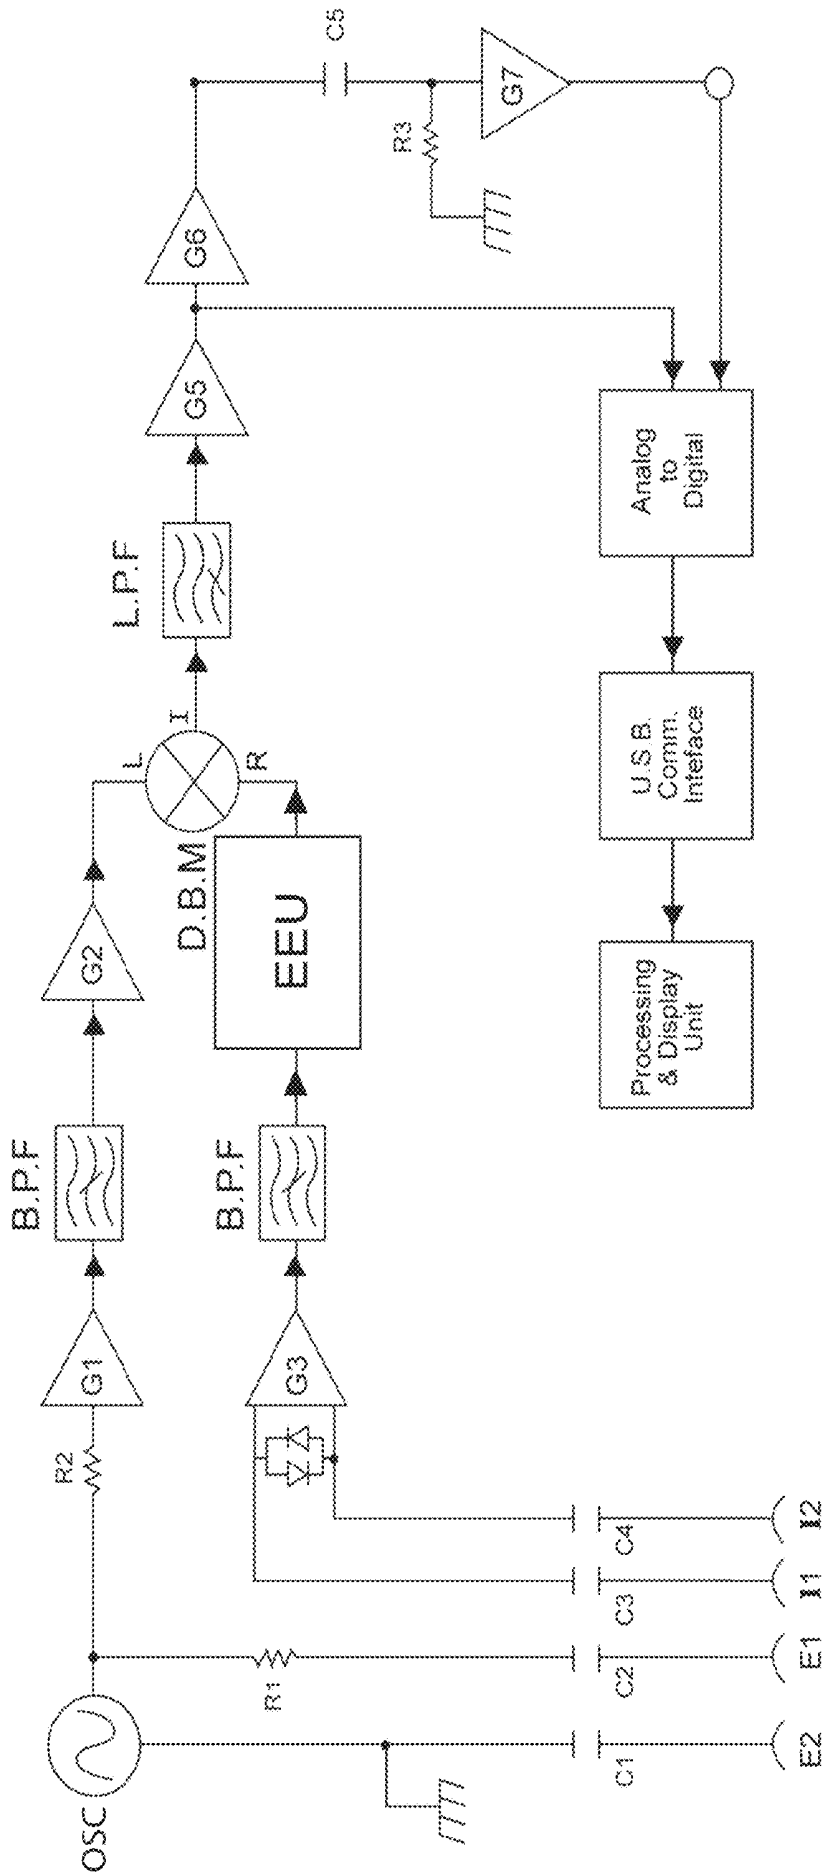 OSC
R2
G1
B.P.F
G2
L
D.B.M
I
R
L.P.F
G5
G6
C5
R3
G7
G3
B.P.F
EEU
R1
C1
C2
C3
C4
E2
E1
I1
I2
Processing
& Display
Unit
U.S.B.
Comm.
Inteface
Analog
to
Digital